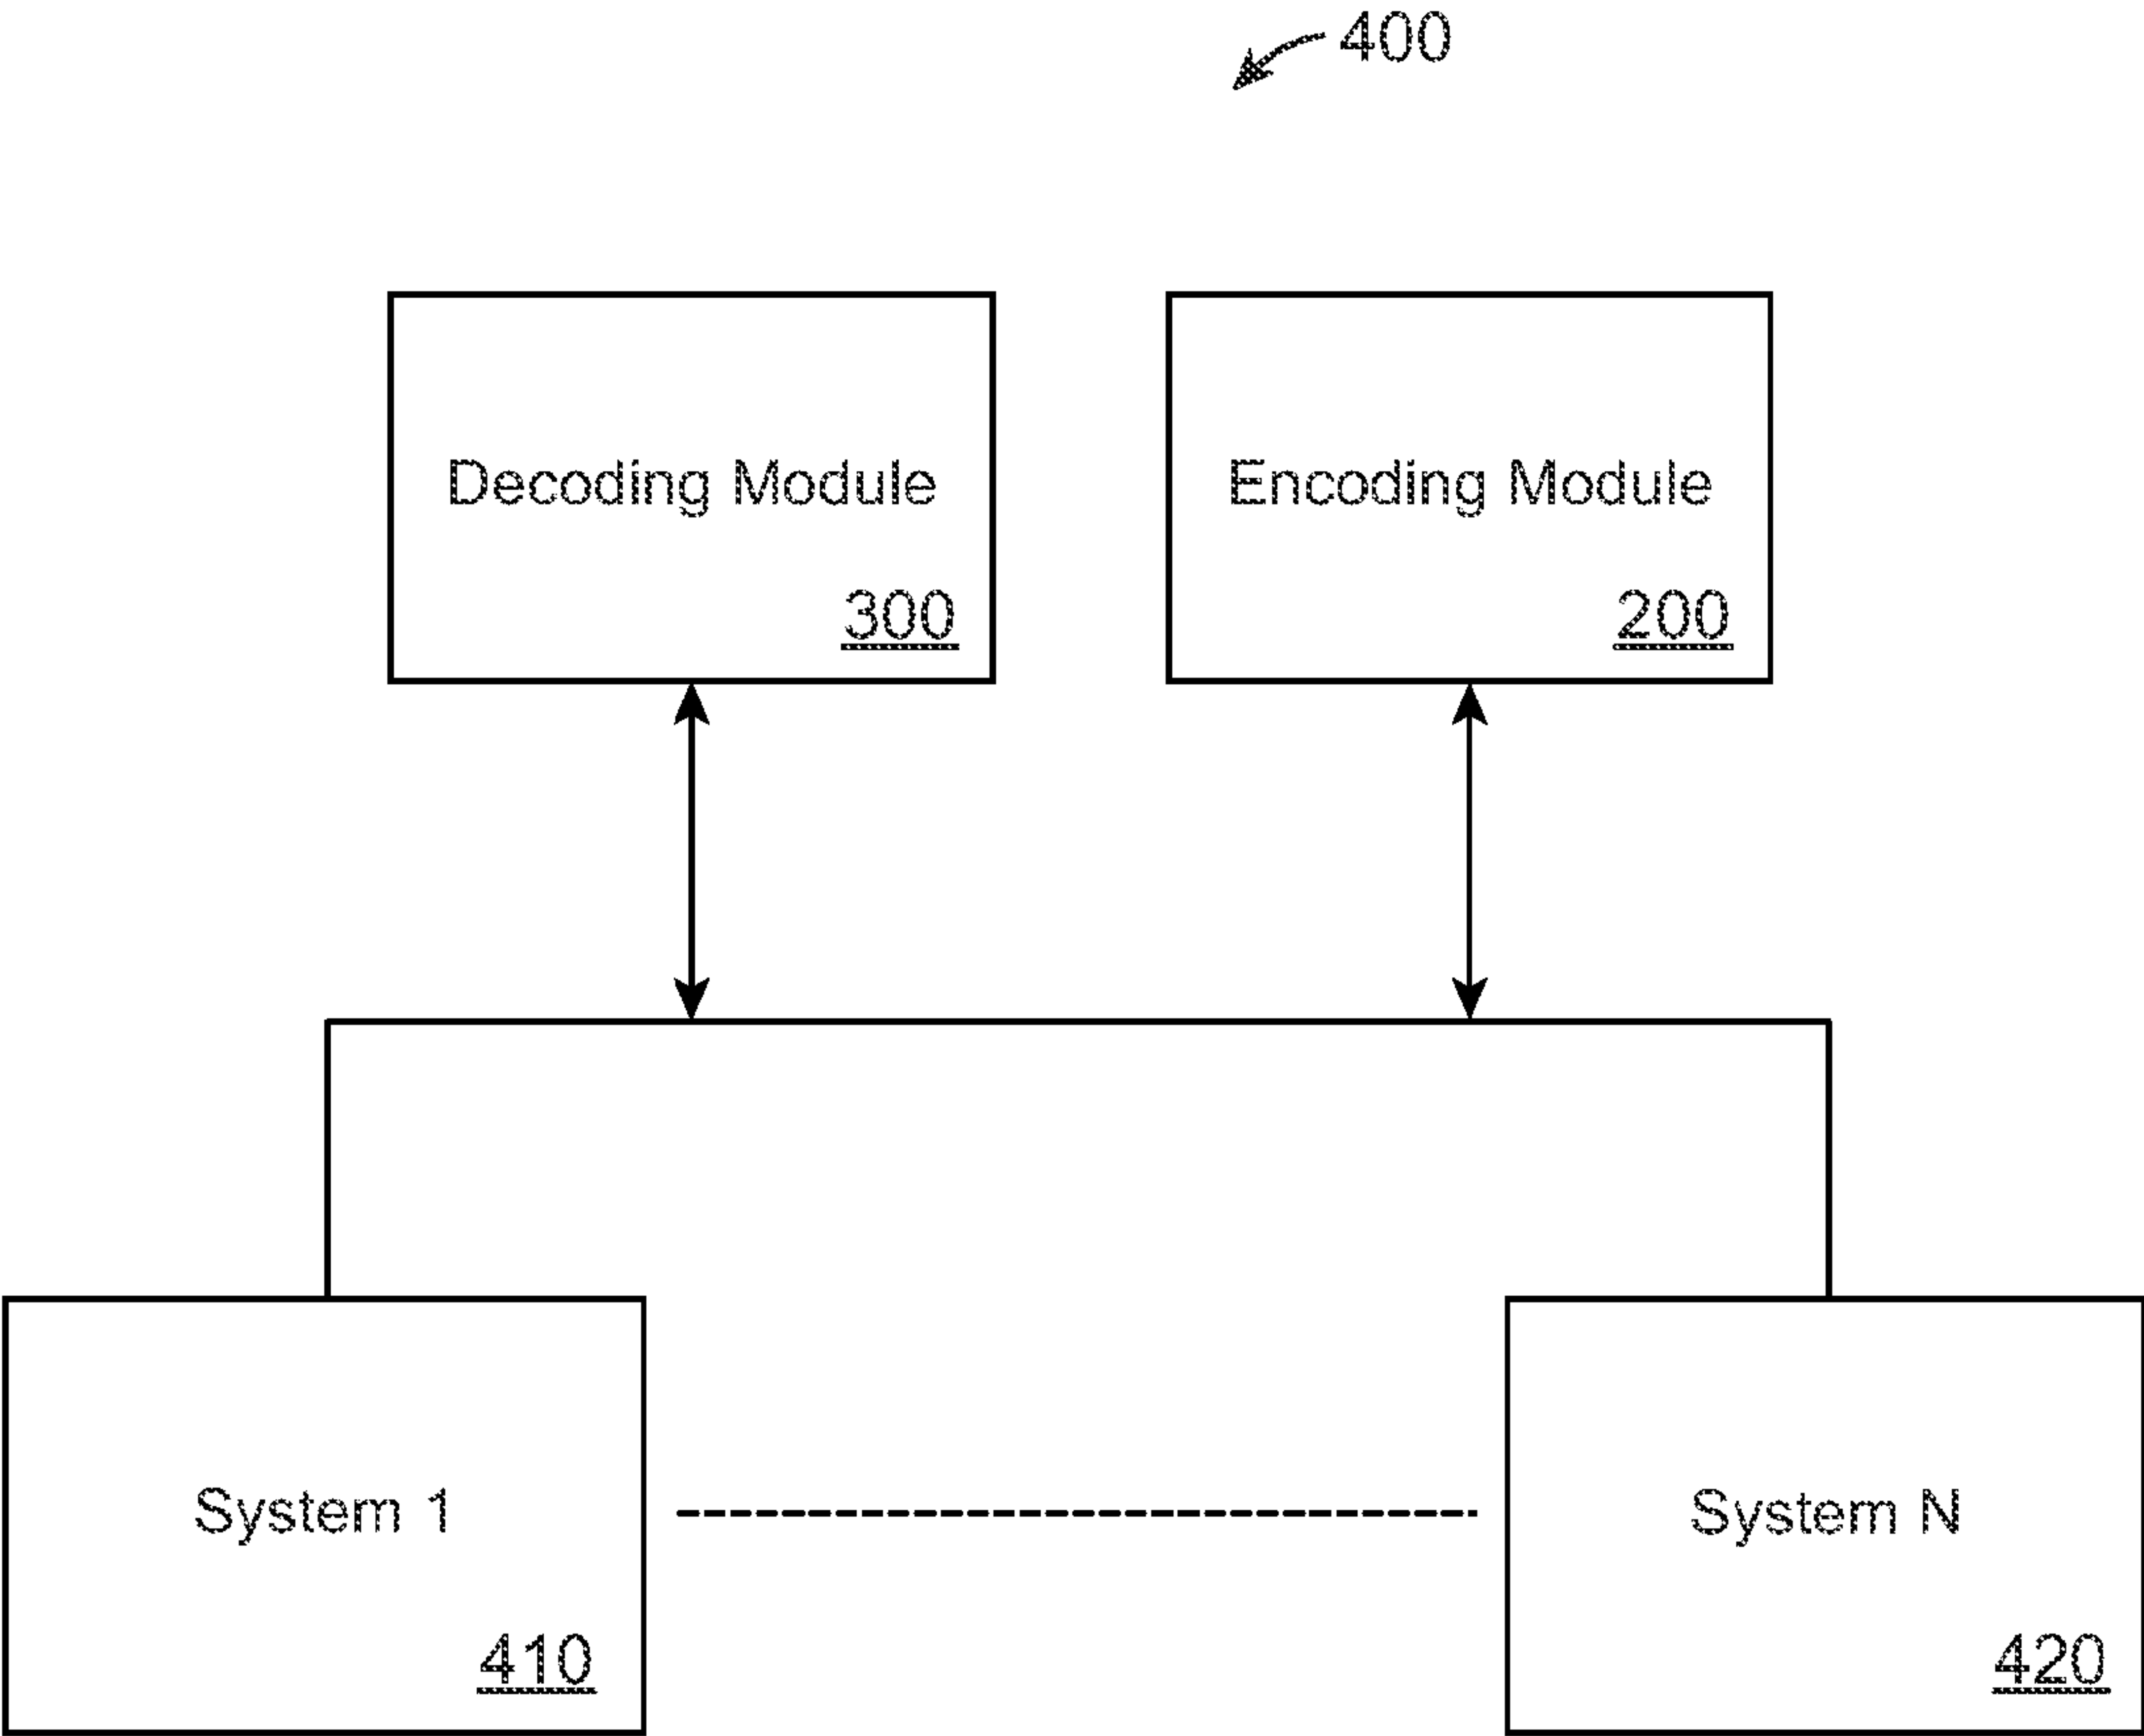 400
Decoding Module
300
Encoding Module
200
System 1
410
System N
420